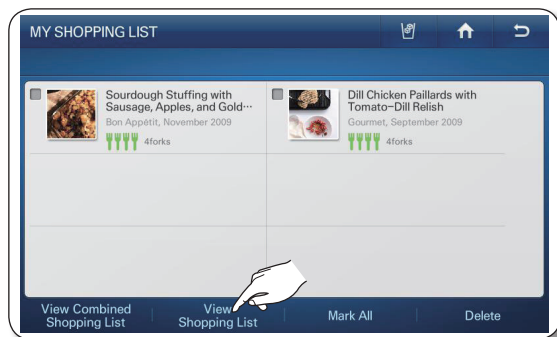 MY SHOPPING LIST
Sourdough Stuffing with
Sausage, Apples, and Gold…
Bon Appétit, November 2009
4forks
Dill Chicken Paillards with
Tomato-Dill Relish
Gourmet, September 2009
4forks
View Combined
Shopping List
View
Shopping List
Mark All
Delete